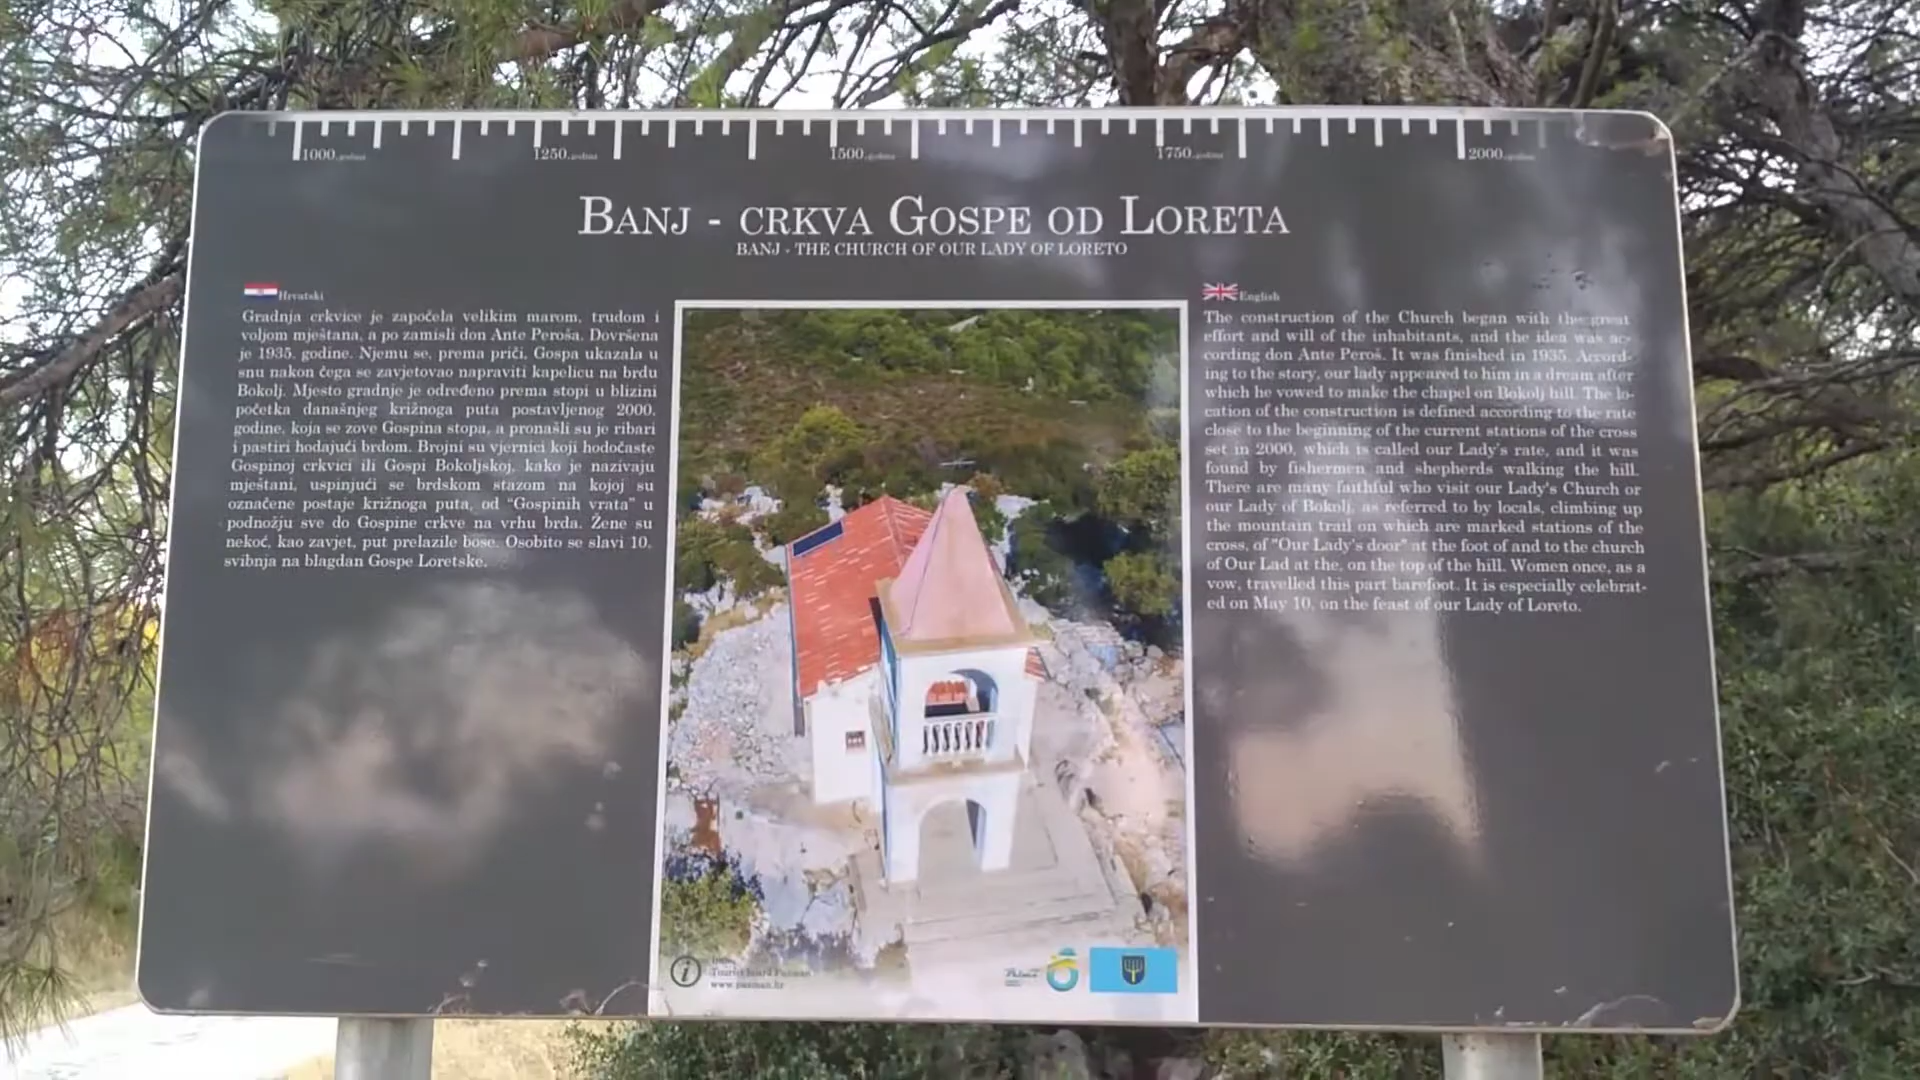 1000. godina
1250. godina
1500. godina
1750. godina
2000. godina
BANJ - CRKVA GOSPE OD LORETA
BANJ - THE CHURCH OF OUR LADY OF LORETO
Hrvatski
Gradnja crkvice je započela velikim marom, trudom i
voljom mještana, a po zamisli don Ante Peroša. Dovršena
je 1935. godine. Njemu se, prema priči, Gospa ukazala u
snu nakon čega se zavjetovao napraviti kapelicu na brdu
Bokolj. Mjesto gradnje je određeno prema stopi u blizini
početka današnjeg križnoga puta postavljenog 2000.
godine, koja se zove Gospina stopa, a pronašli su je ribari
i pastiri hodajući brdom. Brojni su vjernici koji hodočaste
Gospinoj crkvici ili Gospi Bokoljskoj, kako je nazivaju
mještani, uspinjući se brdskom stazom na kojoj su
označene postaje križnoga puta, od “Gospinih vrata” u
podnožju sve do Gospine crkve na vrhu brda. Žene su
nekoć, kao zavjet, put prelazile bose. Osobito se slavi 10.
svibnja na blagdan Gospe Loretske.
English
The construction of the Church began with the great
effort and will of the inhabitants, and the idea was ac-
cording don Ante Peroš. It was finished in 1935. Accord-
ing to the story, our lady appeared to him in a dream after
which he vowed to make the chapel on Bokolj hill. The lo-
cation of the construction is defined according to the rate
close to the beginning of the current stations of the cross
set in 2000, which is called our Lady's rate, and it was
found by fishermen and shepherds walking the hill.
There are many faithful who visit our Lady's Church or
our Lady of Bokolj, as referred to by locals, climbing up
the mountain trail on which are marked stations of the
cross, of "Our Lady's door" at the foot of and to the church
of Our Lad at the, on the top of the hill. Women once, as a
vow, travelled this part barefoot. It is especially celebrat-
ed on May 10, on the feast of our Lady of Loreto.
Tourist board Pašman
www.pasman.hr